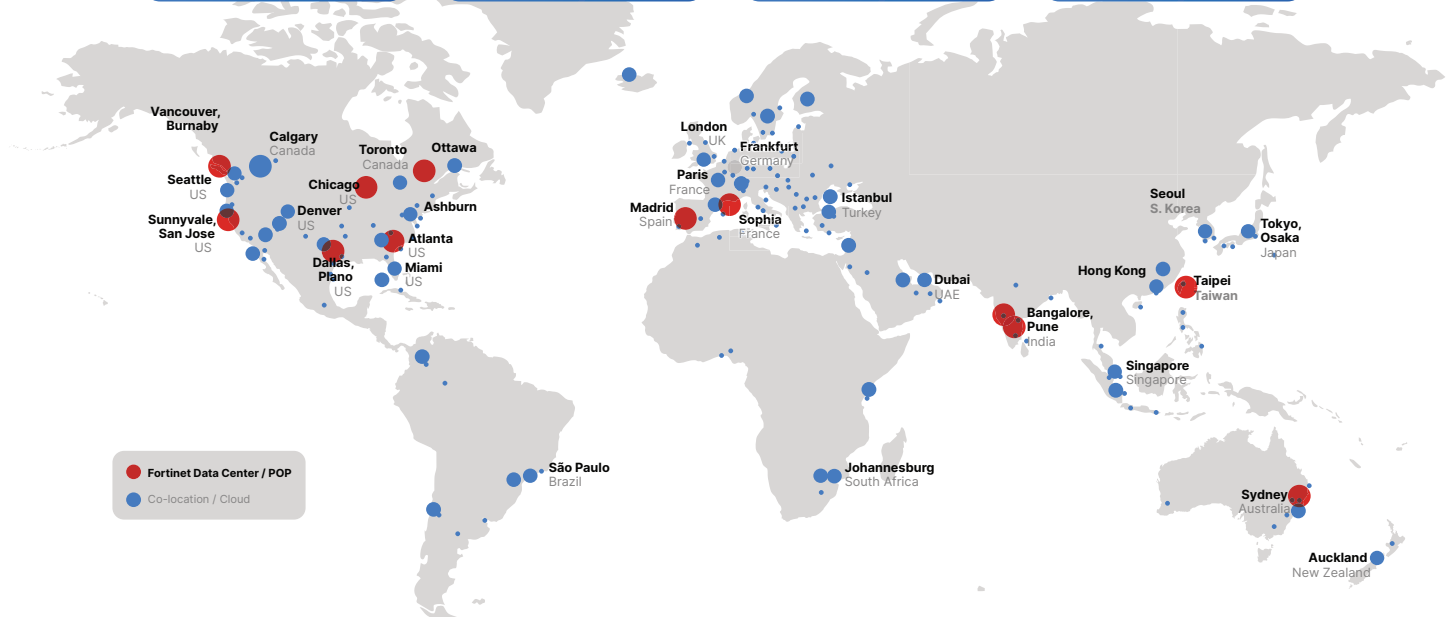 Vancouver,
Burnaby
Calgary
Canada
Toronto
Canada
Ottawa
Seattle
US
Chicago
US
Ashburn
Sunnyvale,
San Jose
US
Denver
US
Atlanta
US
Dallas,
Plano
US
Miami
US
London
UK
Frankfurt
Germany
Paris
France
Madrid
Spain
Sophia
France
Istanbul
Turkey
Dubai
UAE
Seoul
S. Korea
Tokyo,
Osaka
Japan
Hong Kong
Taipei
Taiwan
Bangalore,
Pune
India
Singapore
Singapore
São Paulo
Brazil
Johannesburg
South Africa
Sydney
Australia
Auckland
New Zealand
Fortinet Data Center / POP
Co-location / Cloud